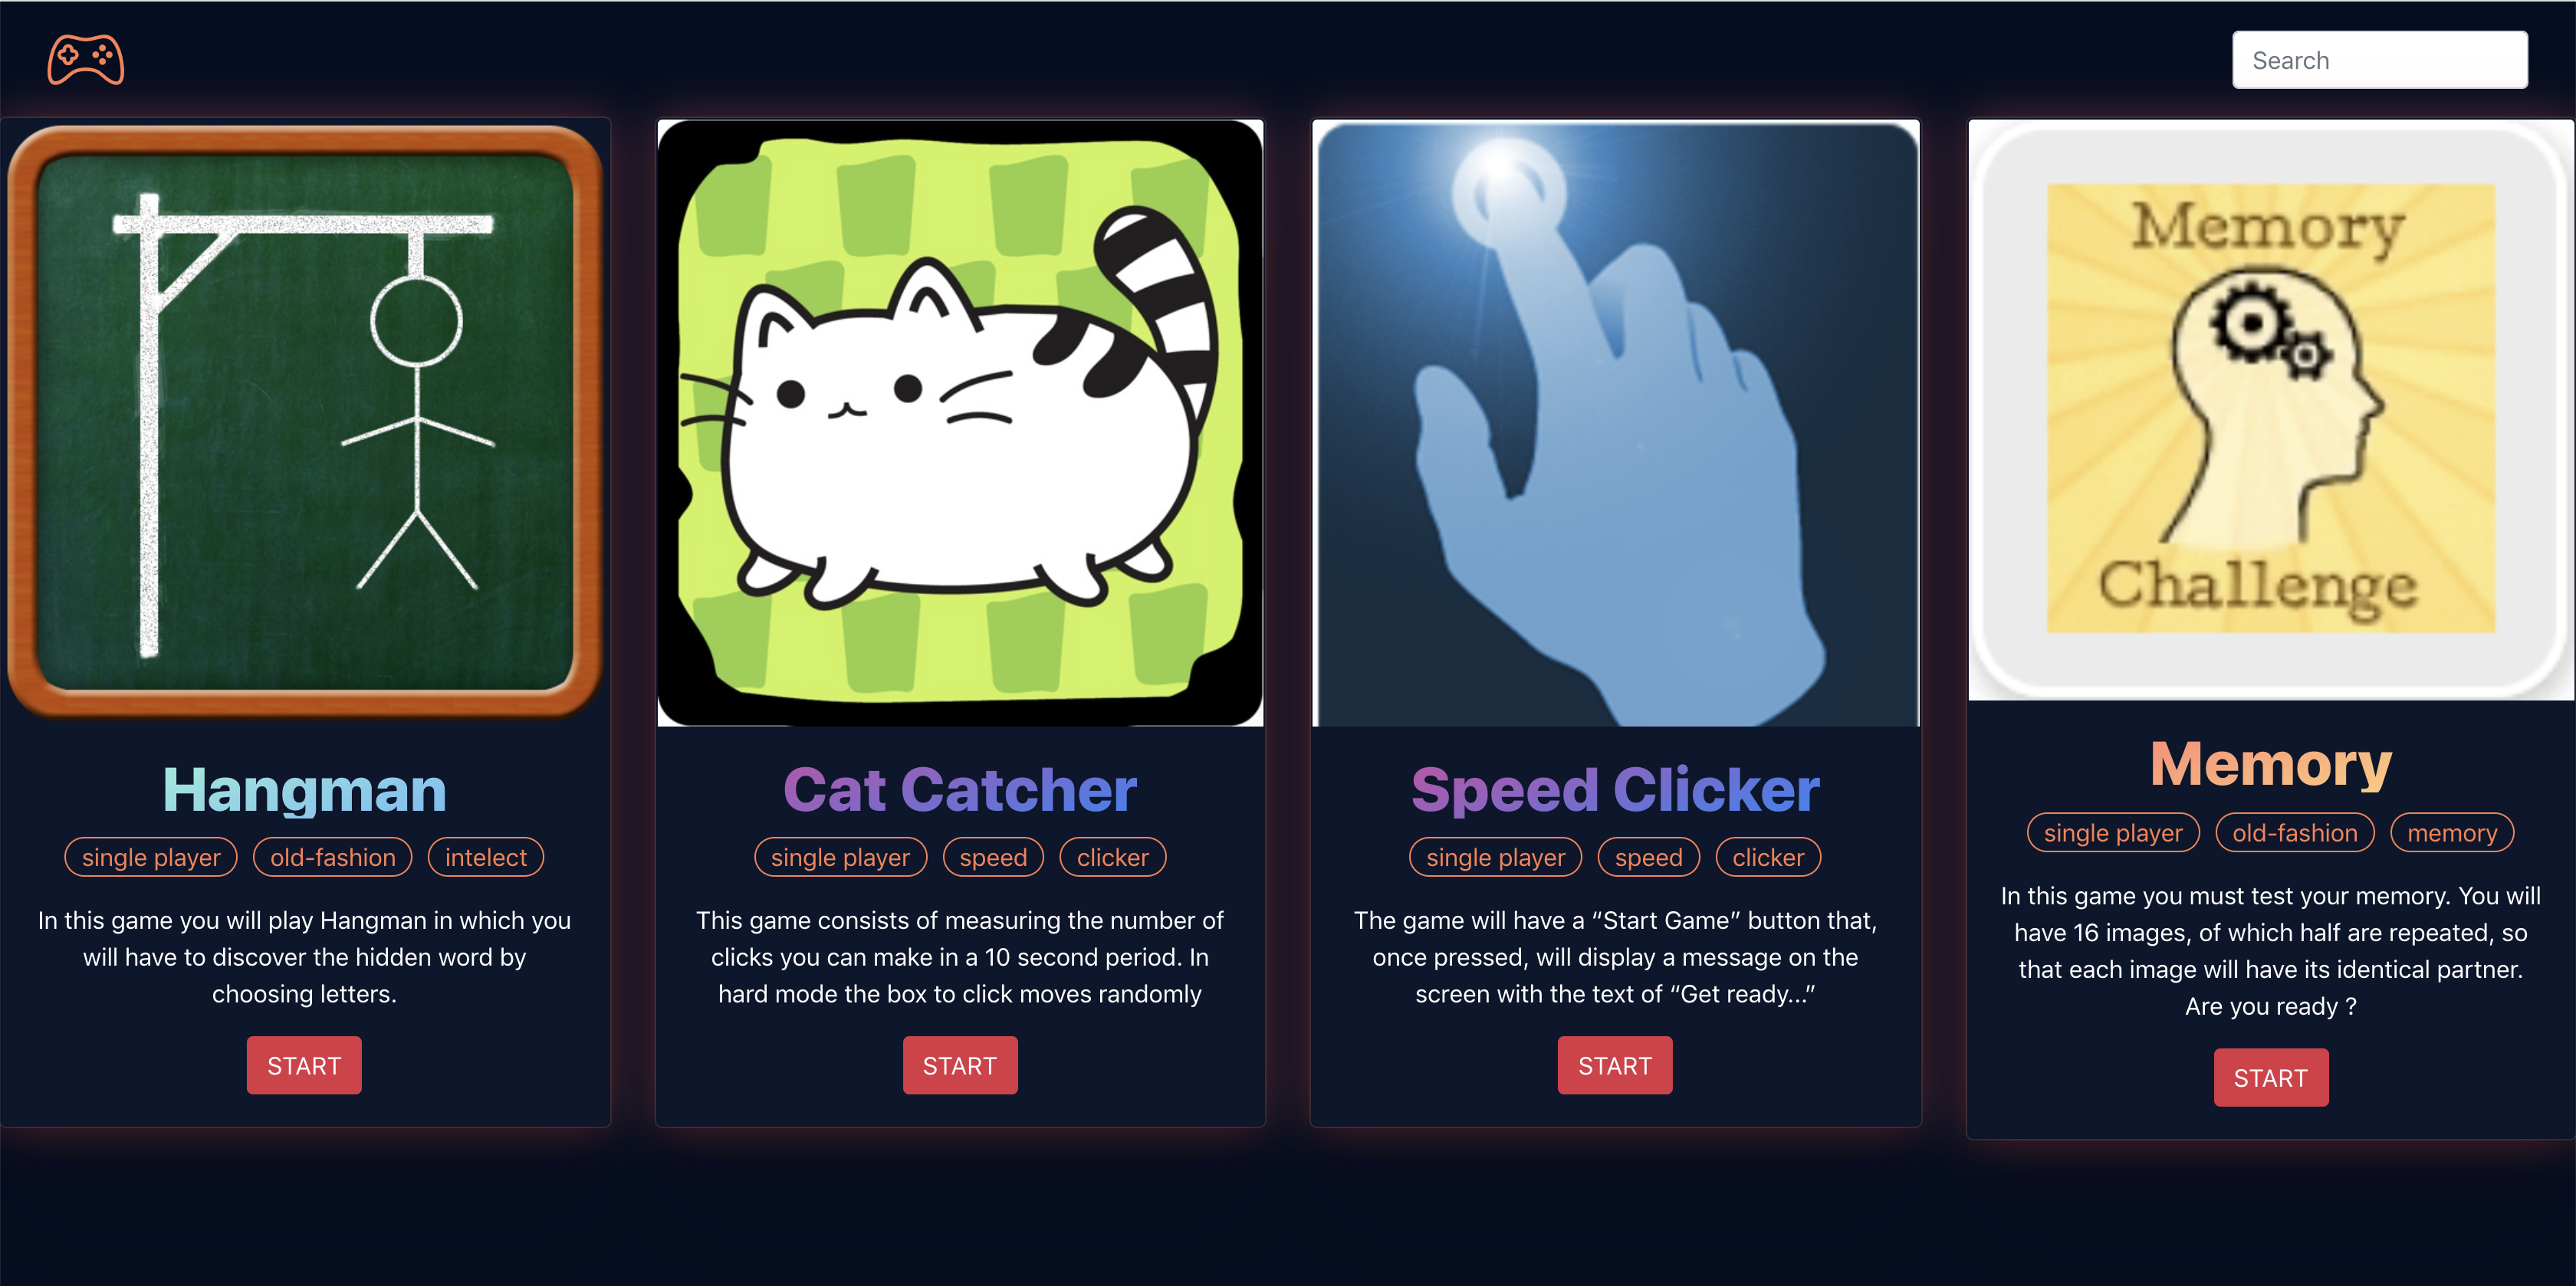 Search
Memory
Challenge
Hangman
single player old-fashion intelect
In this game you will play Hangman in which you
will have to discover the hidden word by
choosing letters.
START
Cat Catcher
single player speed clicker
This game consists of measuring the number of
clicks you can make in a 10 second period. In
hard mode the box to click moves randomly
START
Speed Clicker
single player speed clicker
The game will have a “Start Game” button that,
once pressed, will display a message on the
screen with the text of “Get ready...”
START
Memory
single player old-fashion memory
In this game you must test your memory. You will
have 16 images, of which half are repeated, so
that each image will have its identical partner.
Are you ready ?
START